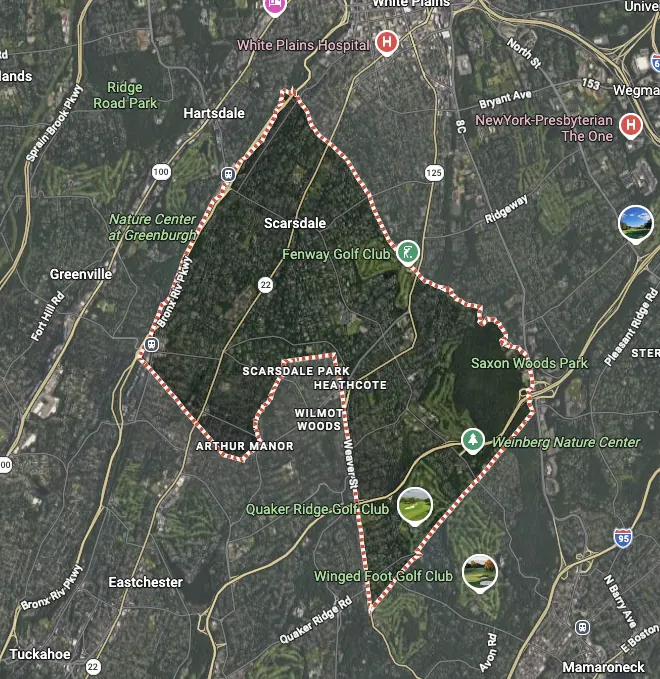 White Plains
Univer
White Plains Hospital
H
North St
lands
Ridge
Road Park
153
Wegma
Bryant Ave
Sprain Brook Pkwy
Hartsdale
NewYork-Presbyterian
The One
H
100
125
Ridgeway
Nature Center
at Greenburgh
Scarsdale
Fenway Golf Club
Greenville
Bronx Riv Pkwy
22
Fort Hill Rd
Pleasant Ridge Rd
Saxon Woods Park
STER
SCARSDALE PARK
HEATHCOTE
WILMOT
WOODS
ARTHUR MANOR
Weinberg Nature Center
Weaver St
00
Quaker Ridge Golf Club
95
Winged Foot Golf Club
Eastchester
Bronx Riv Pkwy
Quaker Ridge Rd
N Barry Ave
E Boston
Avon Rd
Tuckahoe
22
Mamaroneck